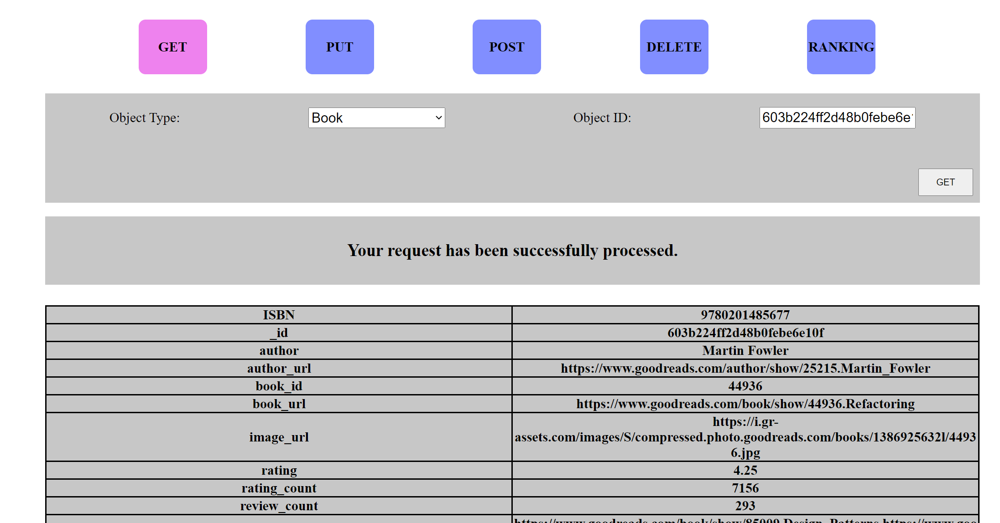 GET PUT POST DELETE RANKING
Object Type: Book Object ID: 603b224ff2d48b0febe6e
GET
Your request has been successfully processed.
ISBN 9780201485677
_id 603b224ff2d48b0febe6e10f
author Martin Fowler
author_url https://www.goodreads.com/author/show/25215.Martin_Fowler
book_id 44936
book_url https://www.goodreads.com/book/show/44936.Refactoring
https://i.gr-
image_url assets.com/images/S/compressed.photo.goodreads.com/books/1386925632l/4493
6.jpg
rating 4.25
rating_count 7156
review_count 293
https://www.goodreads.com/book/show/85009.Design_Patterns,https://www.goo